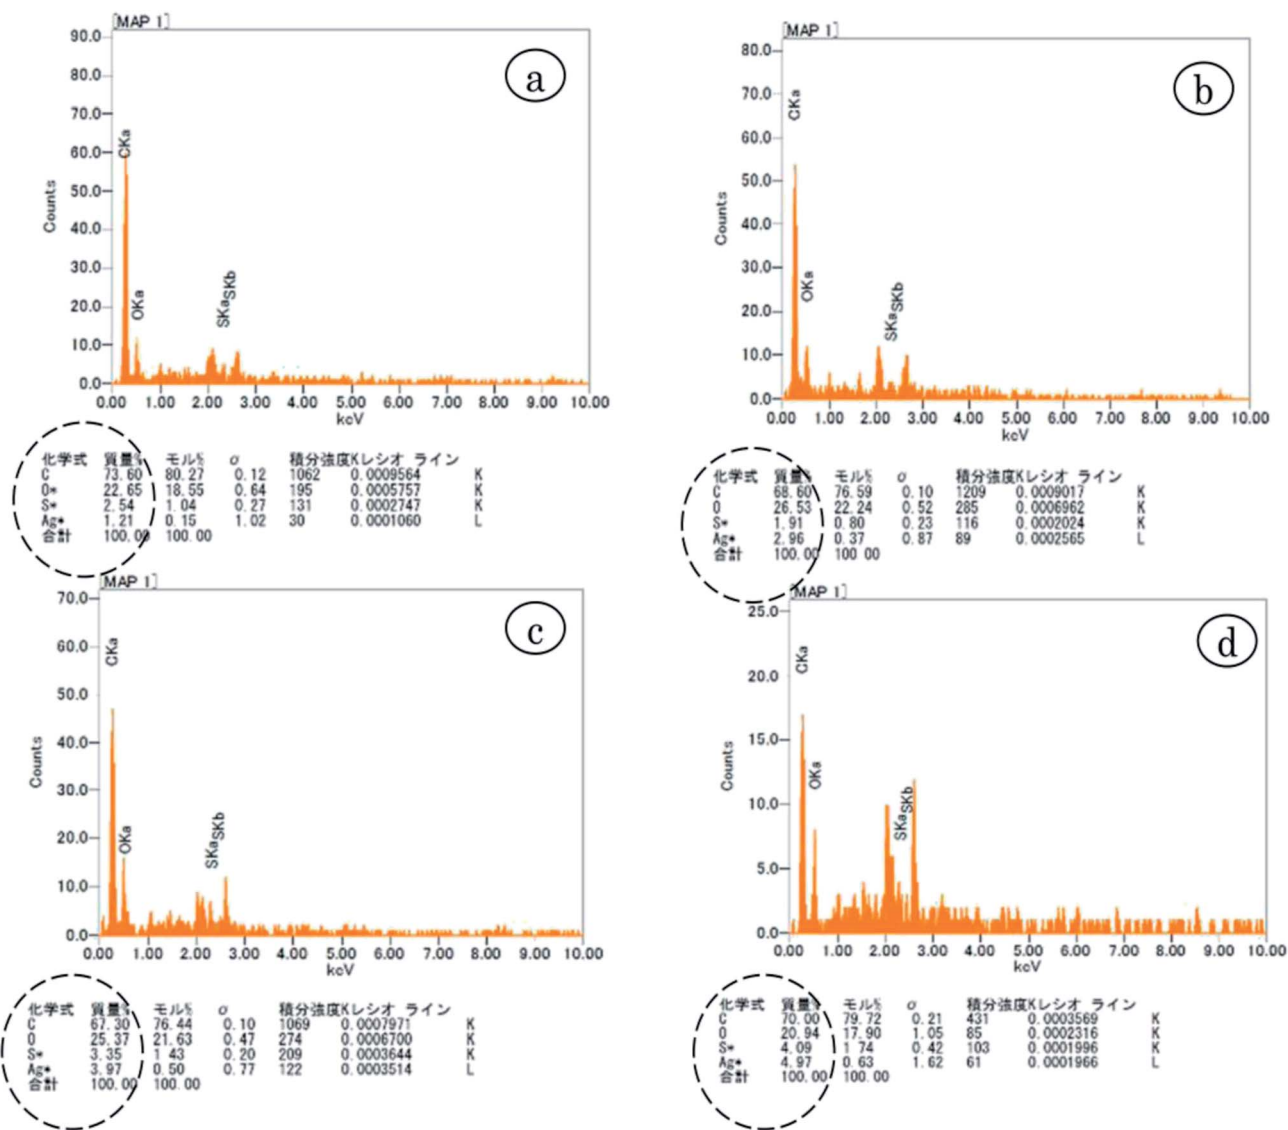 [MAP 1]
a
90.0
80.0
70.0
60.0
50.0
40.0
30.0
20.0
10.0
0.0
Counts
CKa
OKa
SKa
SKb
0.00 1.00 2.00 3.00 4.00 5.00 6.00 7.00 8.00 9.00 10.00
keV
化学式 質量% モル% σ 積分強度 Kレシオ ライン
C 73.60 80.27 0.12 1062 0.0009564 K
O* 22.65 18.55 0.64 195 0.0005757 K
S* 2.54 1.04 0.27 131 0.0002747 K
Ag* 1.21 0.15 1.02 30 0.0001060 L
合計 100.00 100.00
[MAP 1]
b
80.0
70.0
60.0
50.0
40.0
30.0
20.0
10.0
0.0
Counts
CKa
OKa
SKa
SKb
0.00 1.00 2.00 3.00 4.00 5.00 6.00 7.00 8.00 9.00 10.00
keV
化学式 質量% モル% σ 積分強度 Kレシオ ライン
C 68.60 76.59 0.10 1209 0.0009017 K
O 26.53 22.24 0.52 285 0.0006962 K
S* 1.91 0.80 0.23 116 0.0002024 K
Ag* 2.96 0.37 0.87 89 0.0002565 L
合計 100.00 100 00
[MAP 1]
c
70.0
60.0
50.0
40.0
30.0
20.0
10.0
0.0
Counts
CKa
OKa
SKa
SKb
0.00 1.00 2.00 3.00 4.00 5.00 6.00 7.00 8.00 9.00 10.00
keV
化学式 質量% モル% σ 積分強度 Kレシオ ライン
C 67.30 76.44 0.10 1069 0.0007971 K
O 25.37 21.63 0.47 274 0.0006700 K
S* 3.35 1 43 0.20 209 0.0003644 K
Ag* 3.97 0.50 0.77 122 0.0003514 L
合計 100.00 100.00
[MAP 1]
d
25.0
20.0
15.0
10.0
5.0
0.0
Counts
CKa
OKa
SKa
SKb
0.00 1.00 2.00 3.00 4.00 5.00 6.00 7.00 8.00 9.00 10.00
keV
化学式 質量% モル% σ 積分強度 Kレシオ ライン
C 70.00 79.72 0.21 431 0.0003569 K
O 20.94 17.90 1.05 85 0.0002316 K
S* 4.09 1 74 0.42 103 0.0001996 K
Ag* 4.97 0.63 1.62 61 0.0001966 L
合計 100.00 100.00